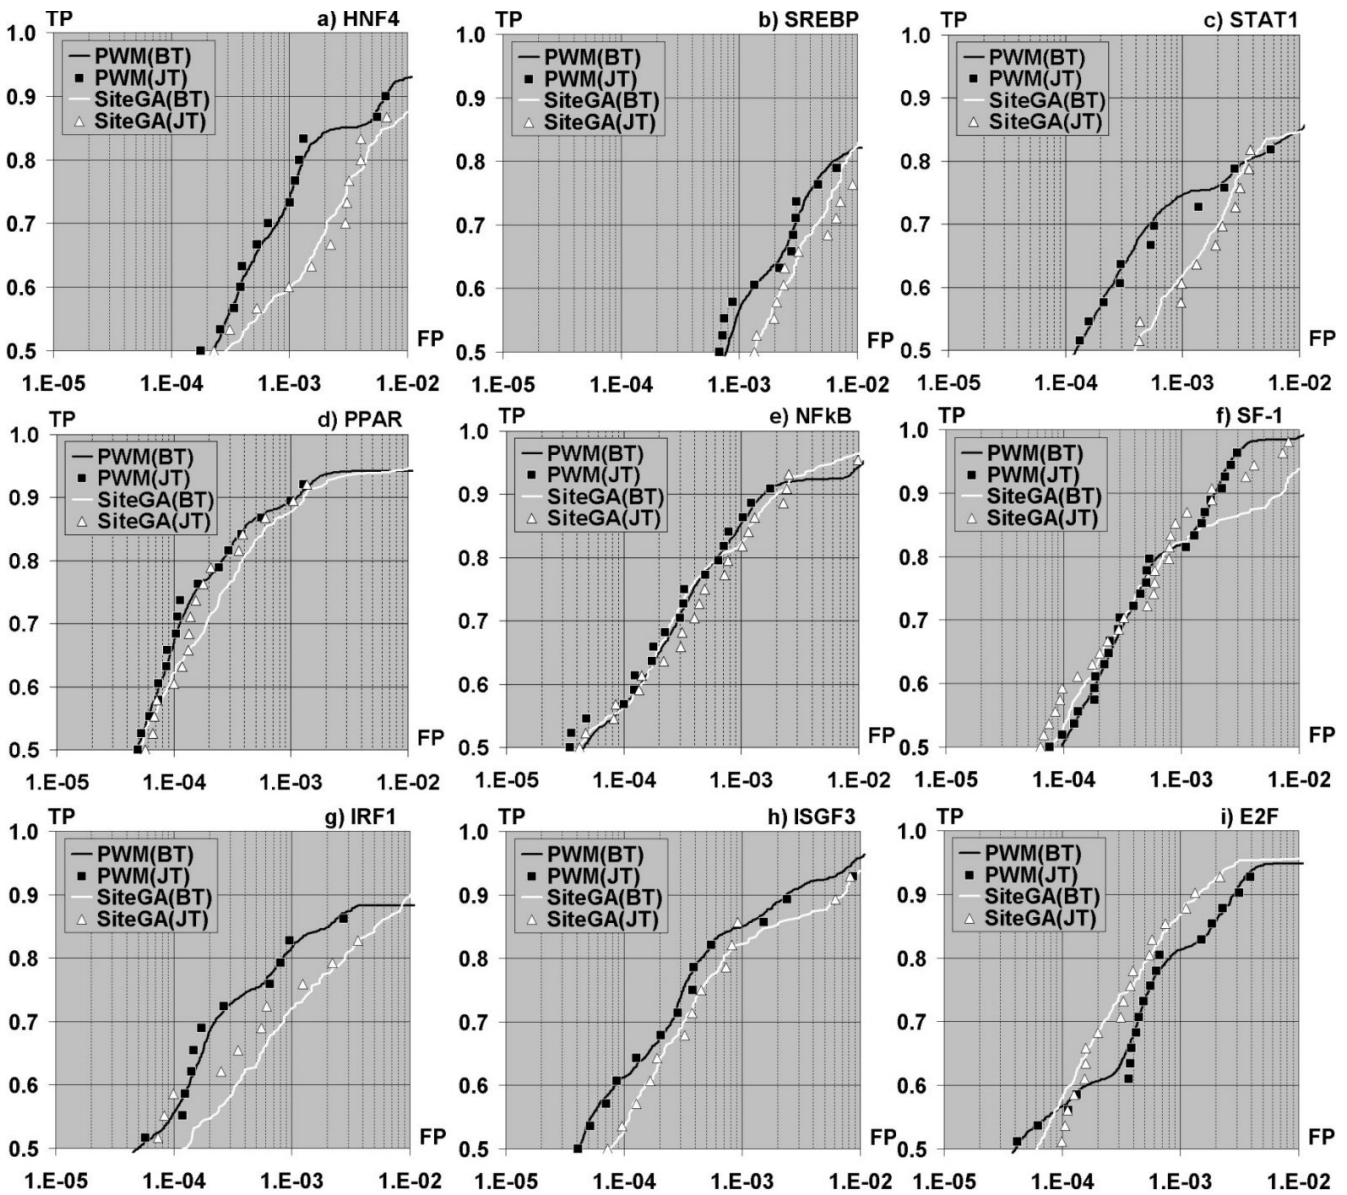 TP a) HNF4
1.0
PWM(BT)
PWM(JT)
0.9
SiteGA(BT)
SiteGA(JT)
0.8
0.7
0.6
0.5
FP
1.E-05 1.E-04 1.E-03 1.E-02
TP b) SREBP
1.0
PWM(BT)
PWM(JT)
0.9
SiteGA(BT)
SiteGA(JT)
0.8
0.7
0.6
0.5
FP
1.E-05 1.E-04 1.E-03 1.E-02
TP c) STAT1
1.0
PWM(BT)
PWM(JT)
0.9
SiteGA(BT)
SiteGA(JT)
0.8
0.7
0.6
0.5
FP
1.E-05 1.E-04 1.E-03 1.E-02
TP d) PPAR
1.0
PWM(BT)
PWM(JT)
0.9
SiteGA(BT)
SiteGA(JT)
0.8
0.7
0.6
0.5
FP
1.E-05 1.E-04 1.E-03 1.E-02
TP e) NFkB
1.0
PWM(BT)
PWM(JT)
0.9
SiteGA(BT)
SiteGA(JT)
0.8
0.7
0.6
0.5
FP
1.E-05 1.E-04 1.E-03 1.E-02
TP f) SF-1
1.0
PWM(BT)
PWM(JT)
0.9
SiteGA(BT)
SiteGA(JT)
0.8
0.7
0.6
0.5
FP
1.E-05 1.E-04 1.E-03 1.E-02
TP g) IRF1
1.0
PWM(BT)
PWM(JT)
0.9
SiteGA(BT)
SiteGA(JT)
0.8
0.7
0.6
0.5
FP
1.E-05 1.E-04 1.E-03 1.E-02
TP h) ISGF3
1.0
PWM(BT)
PWM(JT)
0.9
SiteGA(BT)
SiteGA(JT)
0.8
0.7
0.6
0.5
FP
1.E-05 1.E-04 1.E-03 1.E-02
TP i) E2F
1.0
PWM(BT)
PWM(JT)
0.9
SiteGA(BT)
SiteGA(JT)
0.8
0.7
0.6
0.5
FP
1.E-05 1.E-04 1.E-03 1.E-02